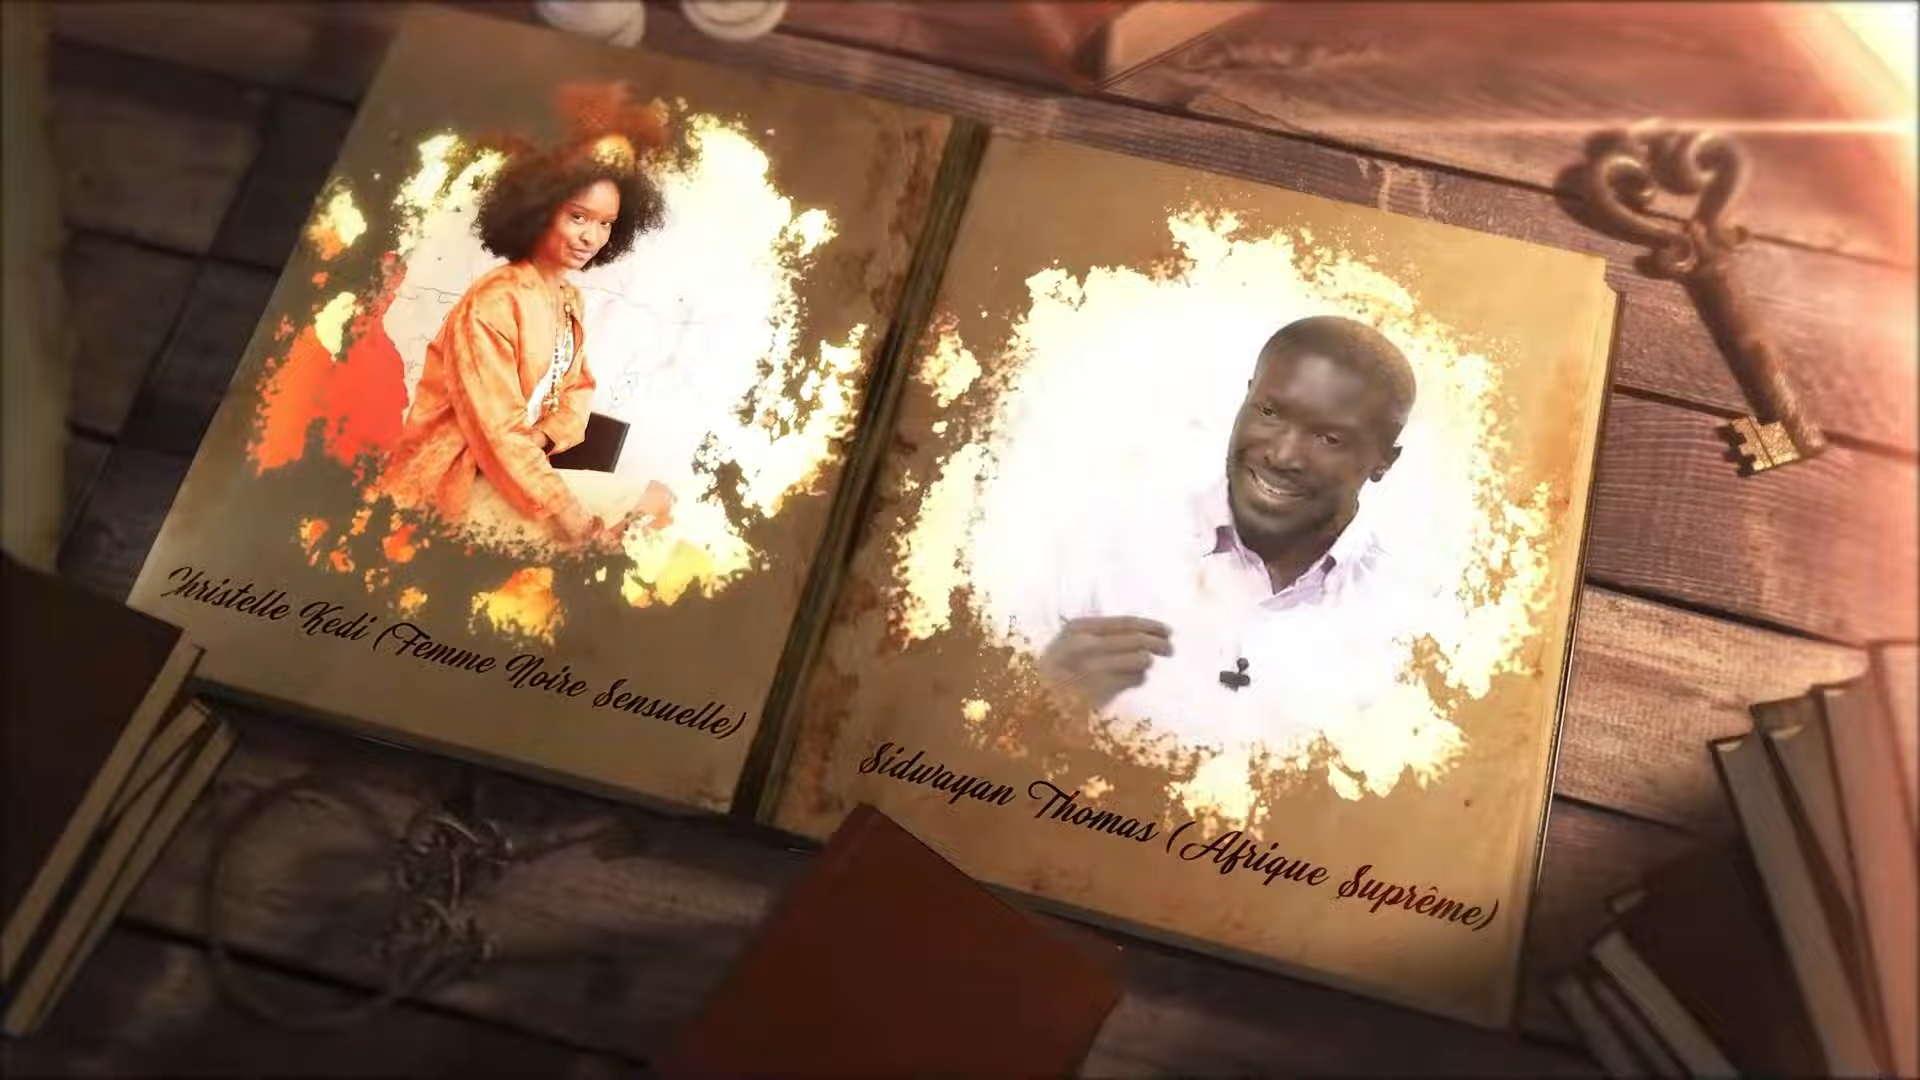 Christelle Kedi (Femme Noire Sensuelle)
Sidwayan Thomas (Afrique Suprême)